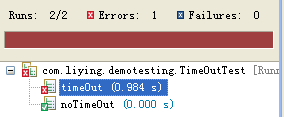 Runs: 2/2 Errors: 1 Failures: 0
com.liying.demotesting.TimeOutTest [Runn
timeOut (0.984 s)
noTimeOut (0.000 s)